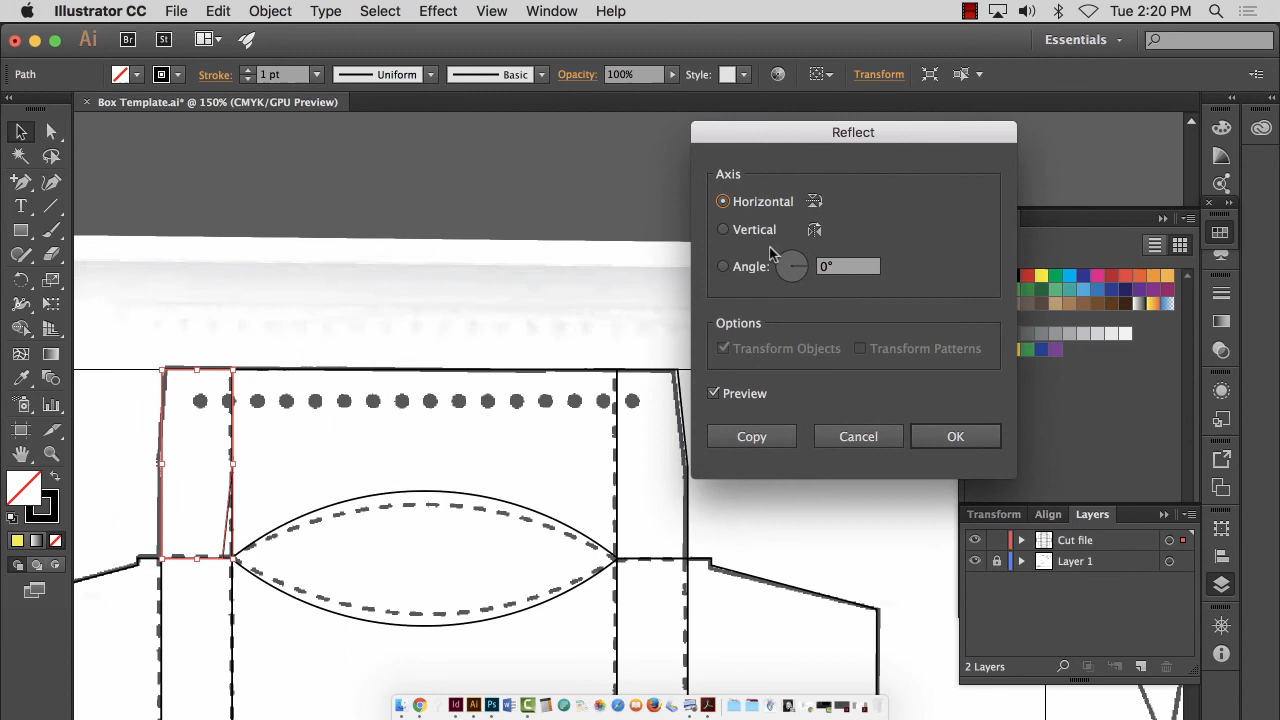 Illustrator CC File Edit Object Type Select Effect View Window Help Tue 2:20 PM
Ai Br St Essentials
Path Stroke: 1 pt Uniform Basic Opacity: 100% Style: Transform
× Box Template.ai* @ 150% (CMYK/GPU Preview)
Reflect
Axis
Horizontal
Vertical
Angle: 0°
Options
Transform Objects Transform Patterns
Preview
Copy Cancel OK
Transform Align Layers
Cut file
Layer 1
2 Layers
Id Ai Ps W